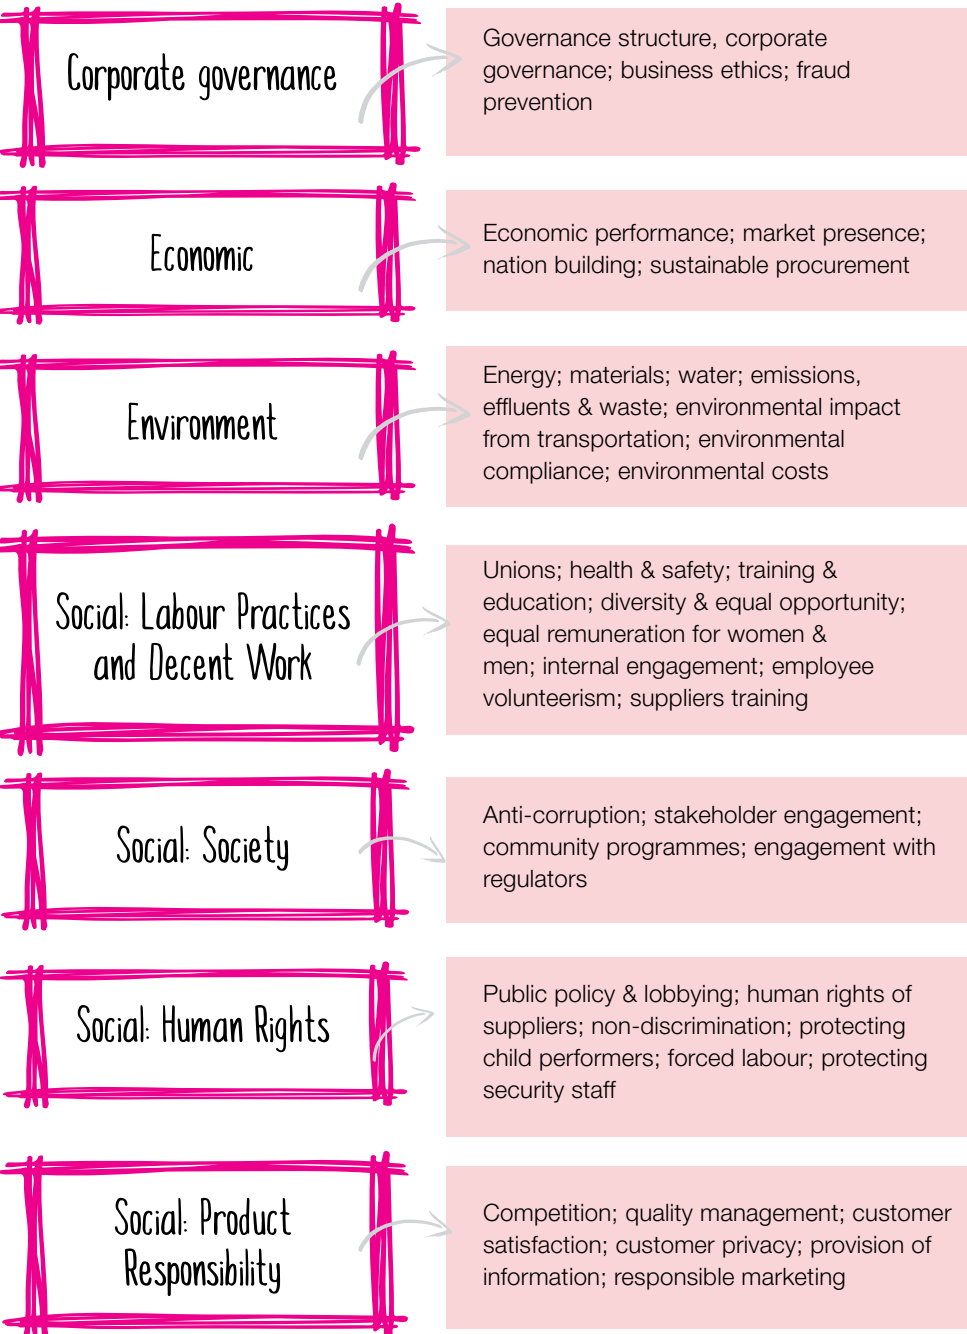 Corporate governance
Governance structure, corporate
governance; business ethics; fraud
prevention
Economic
Economic performance; market presence;
nation building; sustainable procurement
Environment
Energy; materials; water; emissions,
effluents & waste; environmental impact
from transportation; environmental
compliance; environmental costs
Social: Labour Practices
and Decent Work
Unions; health & safety; training &
education; diversity & equal opportunity;
equal remuneration for women &
men; internal engagement; employee
volunteerism; suppliers training
Social: Society
Anti-corruption; stakeholder engagement;
community programmes; engagement with
regulators
Social: Human Rights
Public policy & lobbying; human rights of
suppliers; non-discrimination; protecting
child performers; forced labour; protecting
security staff
Social: Product
Responsibility
Competition; quality management; customer
satisfaction; customer privacy; provision of
information; responsible marketing